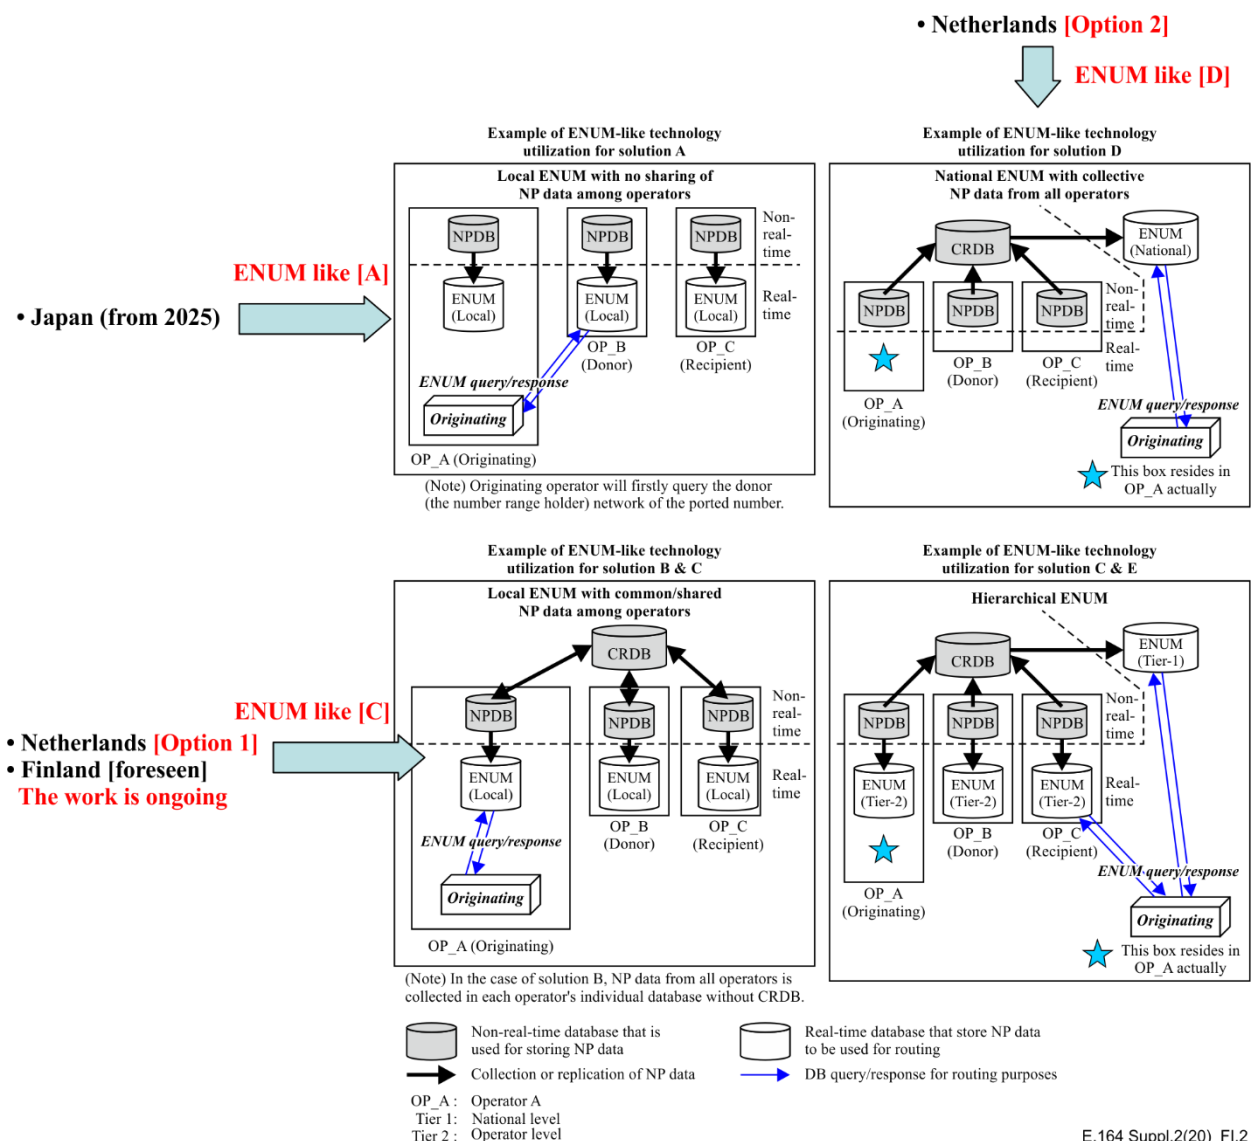 • Netherlands [Option 2]
ENUM like [D]
Example of ENUM-like technology
utilization for solution A
Local ENUM with no sharing of
NP data among operators
NPDB
NPDB
NPDB
Non-
real-
time
ENUM
(Local)
ENUM
(Local)
ENUM
(Local)
Real-
time
OP_B
(Donor)
OP_C
(Recipient)
ENUM query/response
Originating
OP_A (Originating)
(Note) Originating operator will firstly query the donor
(the number range holder) network of the ported number.
ENUM like [A]
• Japan (from 2025)
Example of ENUM-like technology
utilization for solution D
National ENUM with collective
NP data from all operators
CRDB
ENUM
(National)
NPDB
NPDB
NPDB
Non-
real-
time
Real-
time
OP_B
(Donor)
OP_C
(Recipient)
OP_A
(Originating)
ENUM query/response
Originating
This box resides in
OP_A actually
Example of ENUM-like technology
utilization for solution B & C
Local ENUM with common/shared
NP data among operators
CRDB
NPDB
NPDB
NPDB
Non-
real-
time
ENUM
(Local)
ENUM
(Local)
ENUM
(Local)
Real-
time
OP_B
(Donor)
OP_C
(Recipient)
ENUM query/response
Originating
OP_A (Originating)
(Note) In the case of solution B, NP data from all operators is
collected in each operator's individual database without CRDB.
ENUM like [C]
• Netherlands [Option 1]
• Finland [foreseen]
The work is ongoing
Example of ENUM-like technology
utilization for solution C & E
Hierarchical ENUM
CRDB
ENUM
(Tier-1)
NPDB
NPDB
NPDB
Non-
real-
time
ENUM
(Tier-2)
ENUM
(Tier-2)
ENUM
(Tier-2)
Real-
time
OP_B
(Donor)
OP_C
(Recipient)
OP_A
(Originating)
ENUM query/response
Originating
This box resides in
OP_A actually
Non-real-time database that is
used for storing NP data
Real-time database that store NP data
to be used for routing
Collection or replication of NP data
DB query/response for routing purposes
OP_A : Operator A
Tier 1: National level
Tier 2 : Operator level
E.164 Suppl.2(20)_FI.2